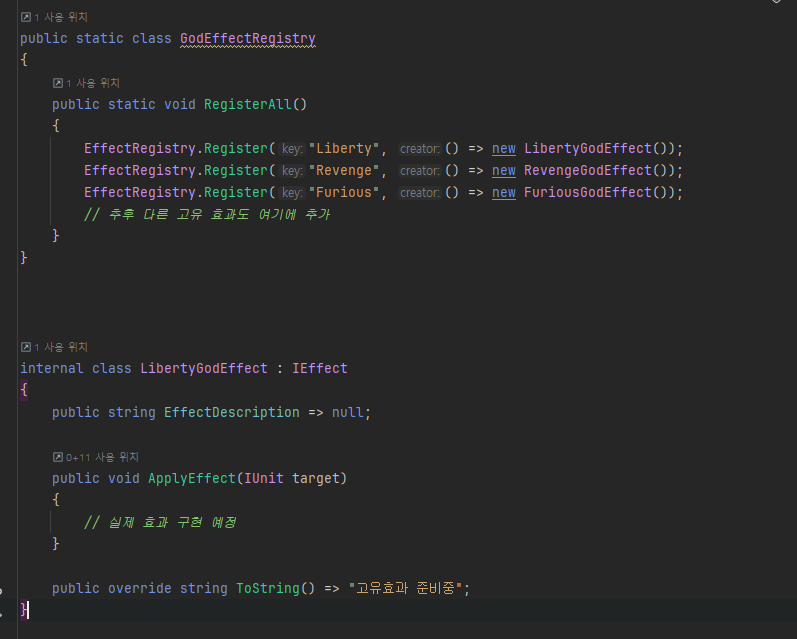 1 사용 위치
public static class GodEffectRegistry
{
1 사용 위치
public static void RegisterAll()
{
EffectRegistry.Register( key: "Liberty", creator: () => new LibertyGodEffect());
EffectRegistry.Register( key: "Revenge", creator: () => new RevengeGodEffect());
EffectRegistry.Register( key: "Furious", creator: () => new FuriousGodEffect());
// 추후 다른 고유 효과도 여기에 추가
}
}
1 사용 위치
internal class LibertyGodEffect : IEffect
{
public string EffectDescription => null;
0+11 사용 위치
public void ApplyEffect(IUnit target)
{
// 실제 효과 구현 예정
}
public override string ToString() => "고유효과 준비중";
}